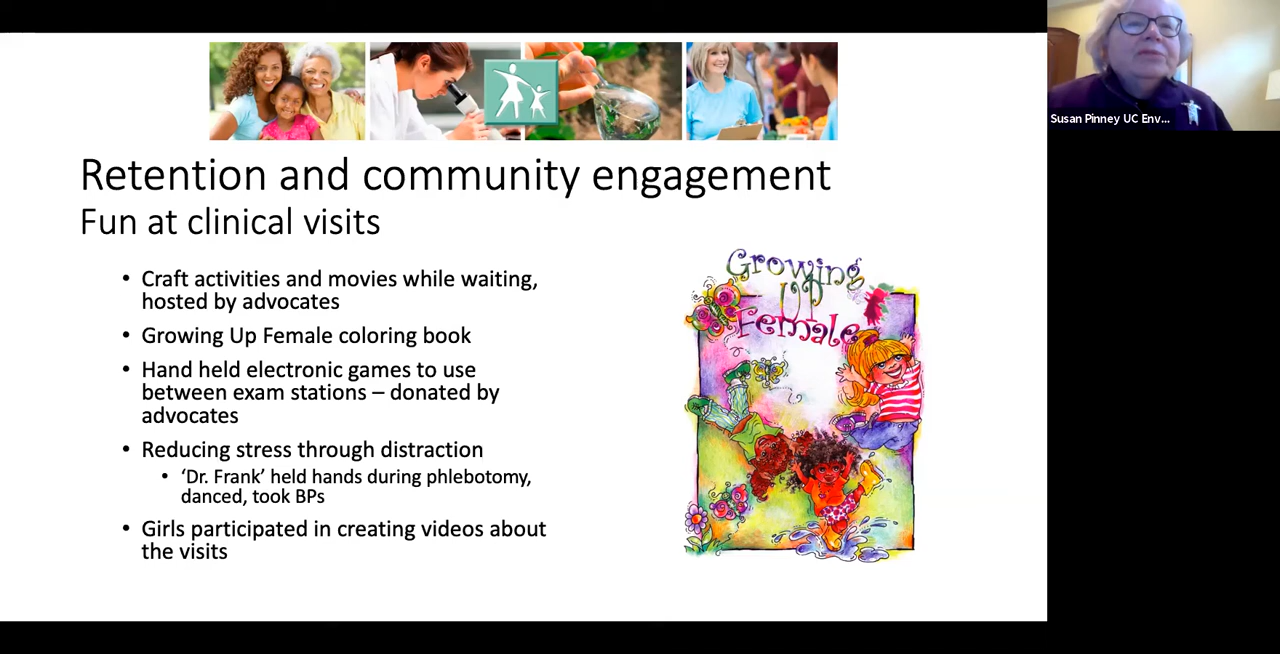 Susan Pinney UC Env...
Retention and community engagement
Fun at clinical visits
• Craft activities and movies while waiting,
hosted by advocates
• Growing Up Female coloring book
• Hand held electronic games to use
between exam stations – donated by
advocates
• Reducing stress through distraction
• ‘Dr. Frank’ held hands during phlebotomy,
danced, took BPs
• Girls participated in creating videos about
the visits
Growing
Up
Female